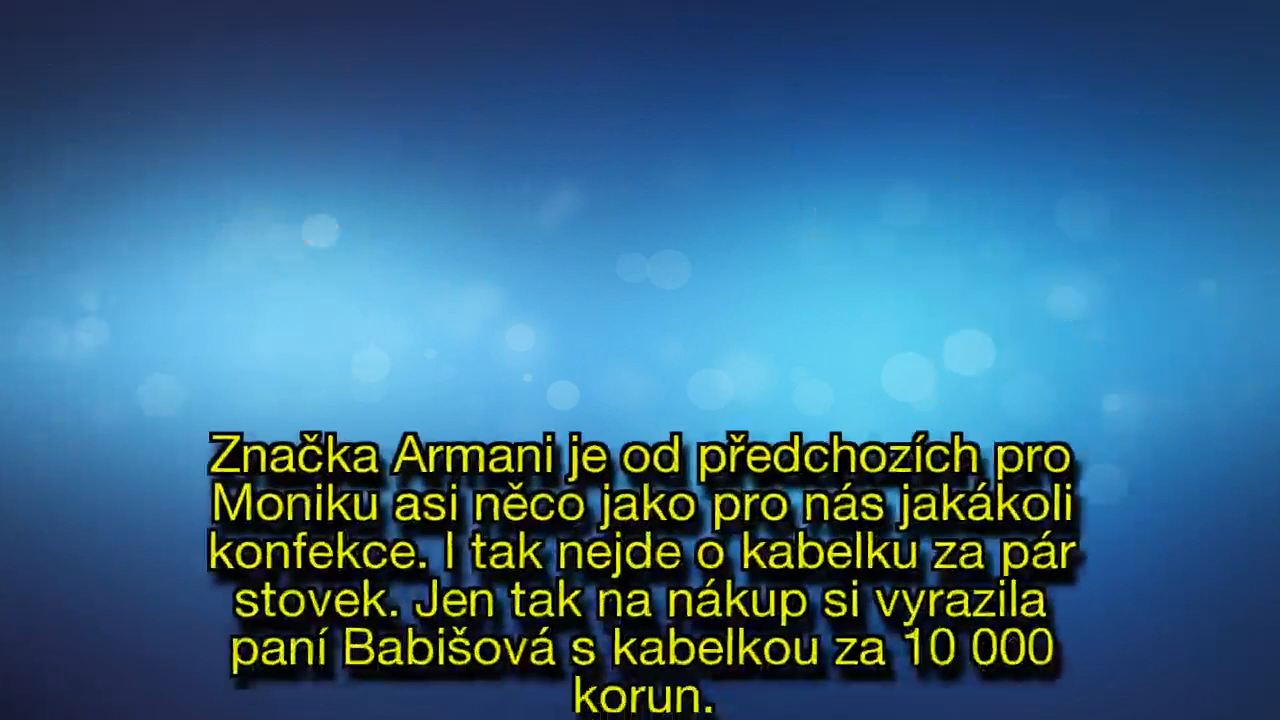 Značka Armani je od předchozích pro
Moniku asi něco jako pro nás jakákoli
konfekce. I tak nejde o kabelku za pár
stovek. Jen tak na nákup si vyrazila
paní Babišová s kabelkou za 10 000
korun.